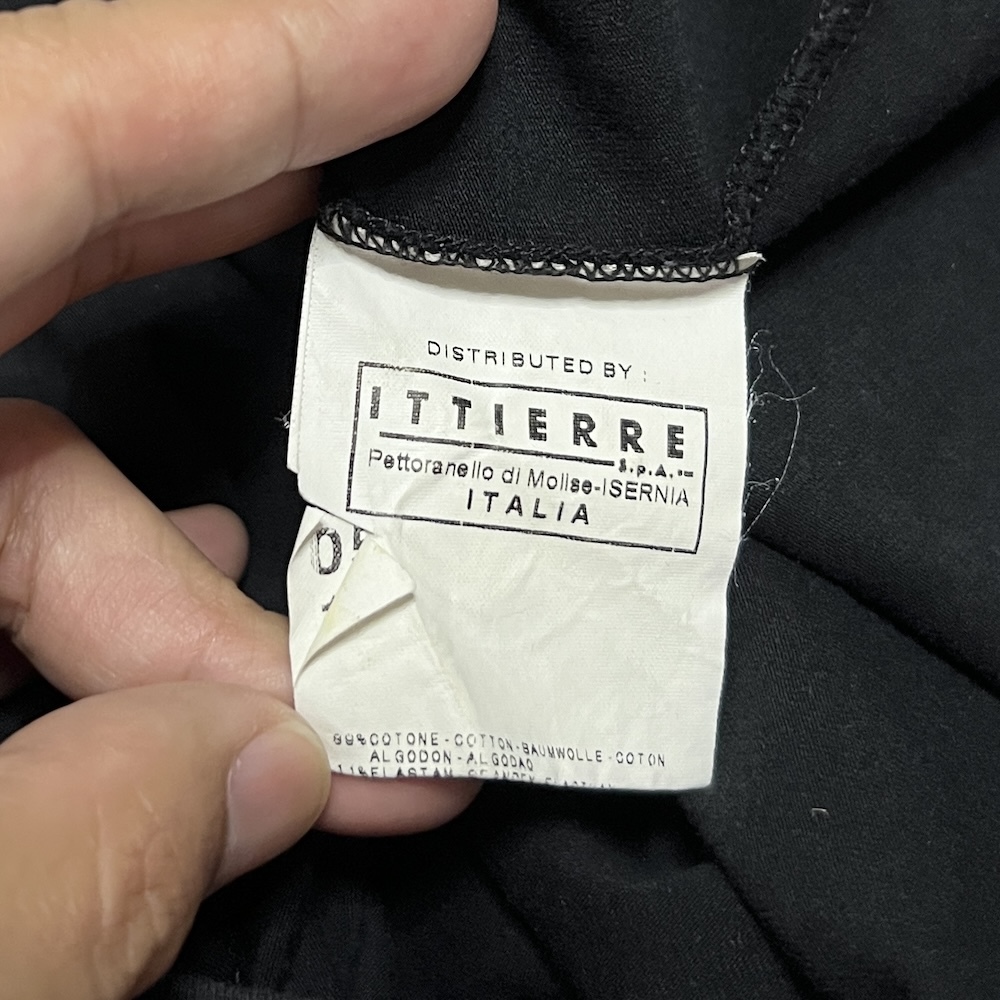 DISTRIBUTED BY :
ITTIERRE
S.p.A.
Pettoranello di Molise-ISERNIA
ITALIA
COTONE-COTTON-BAUMWOLLE-COTON
ALGODON-ALGODAO